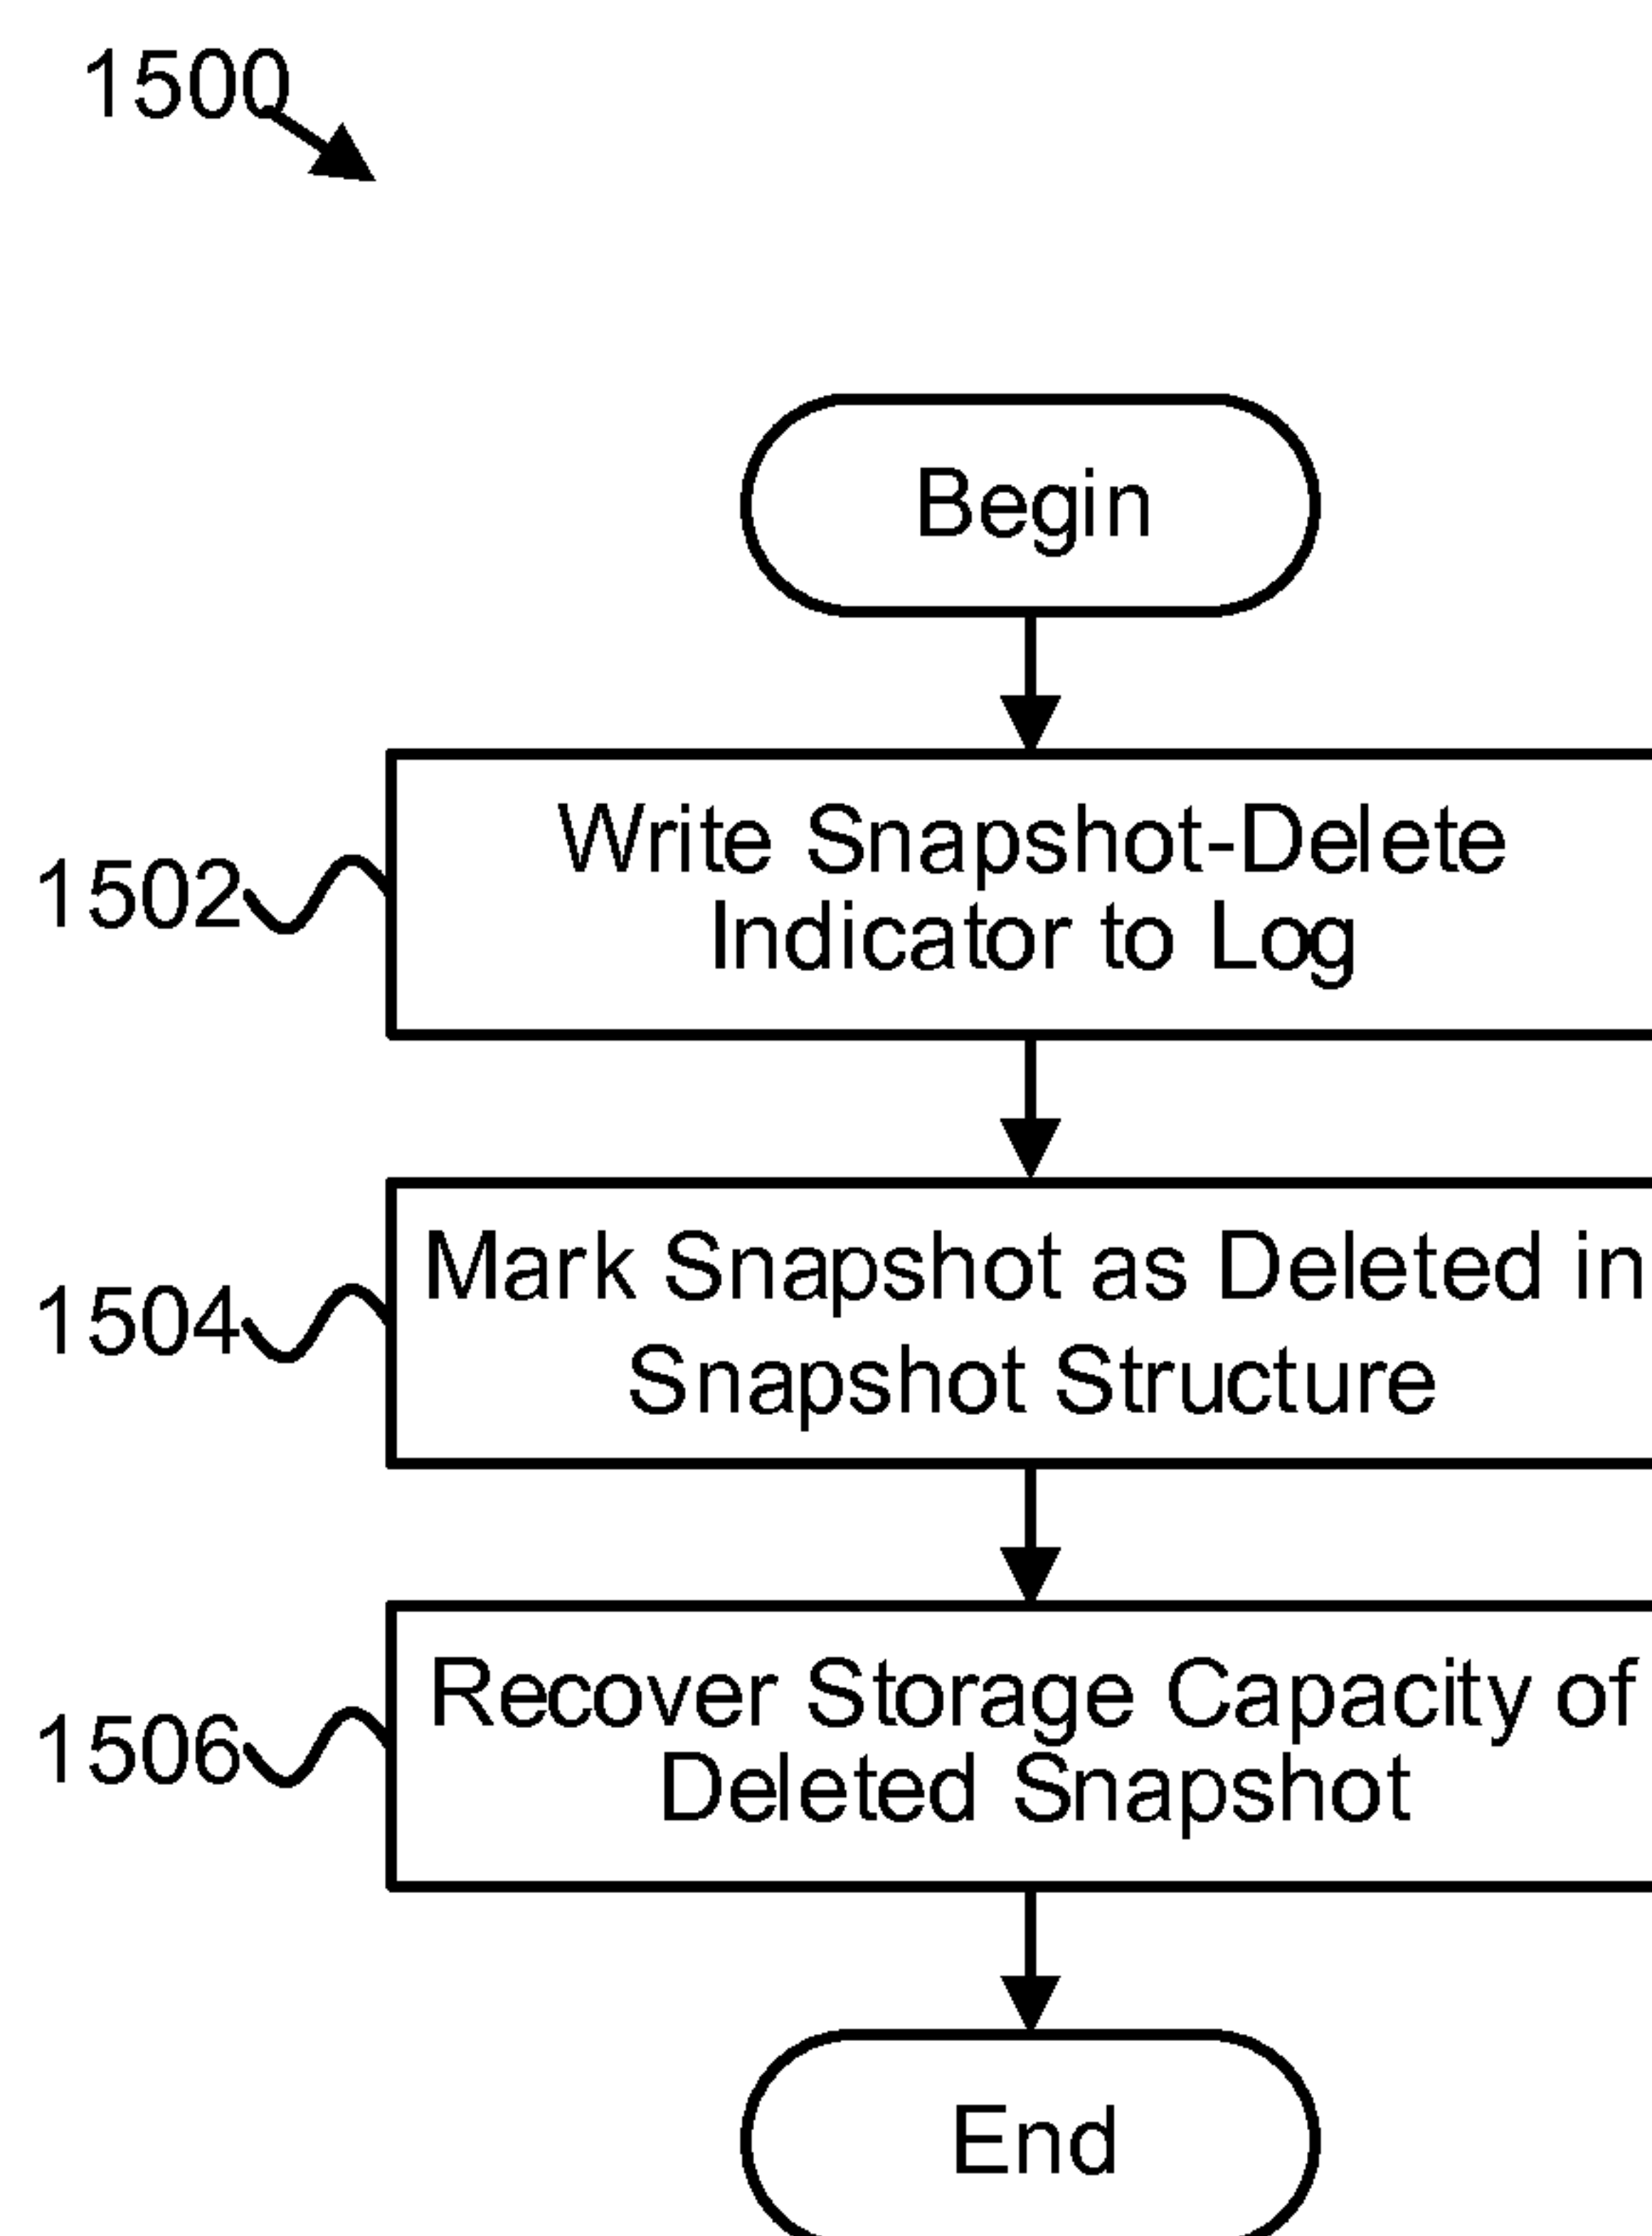 1500
Begin
1502
Write Snapshot-Delete
Indicator to Log
1504
Mark Snapshot as Deleted in
Snapshot Structure
1506
Recover Storage Capacity of
Deleted Snapshot
End